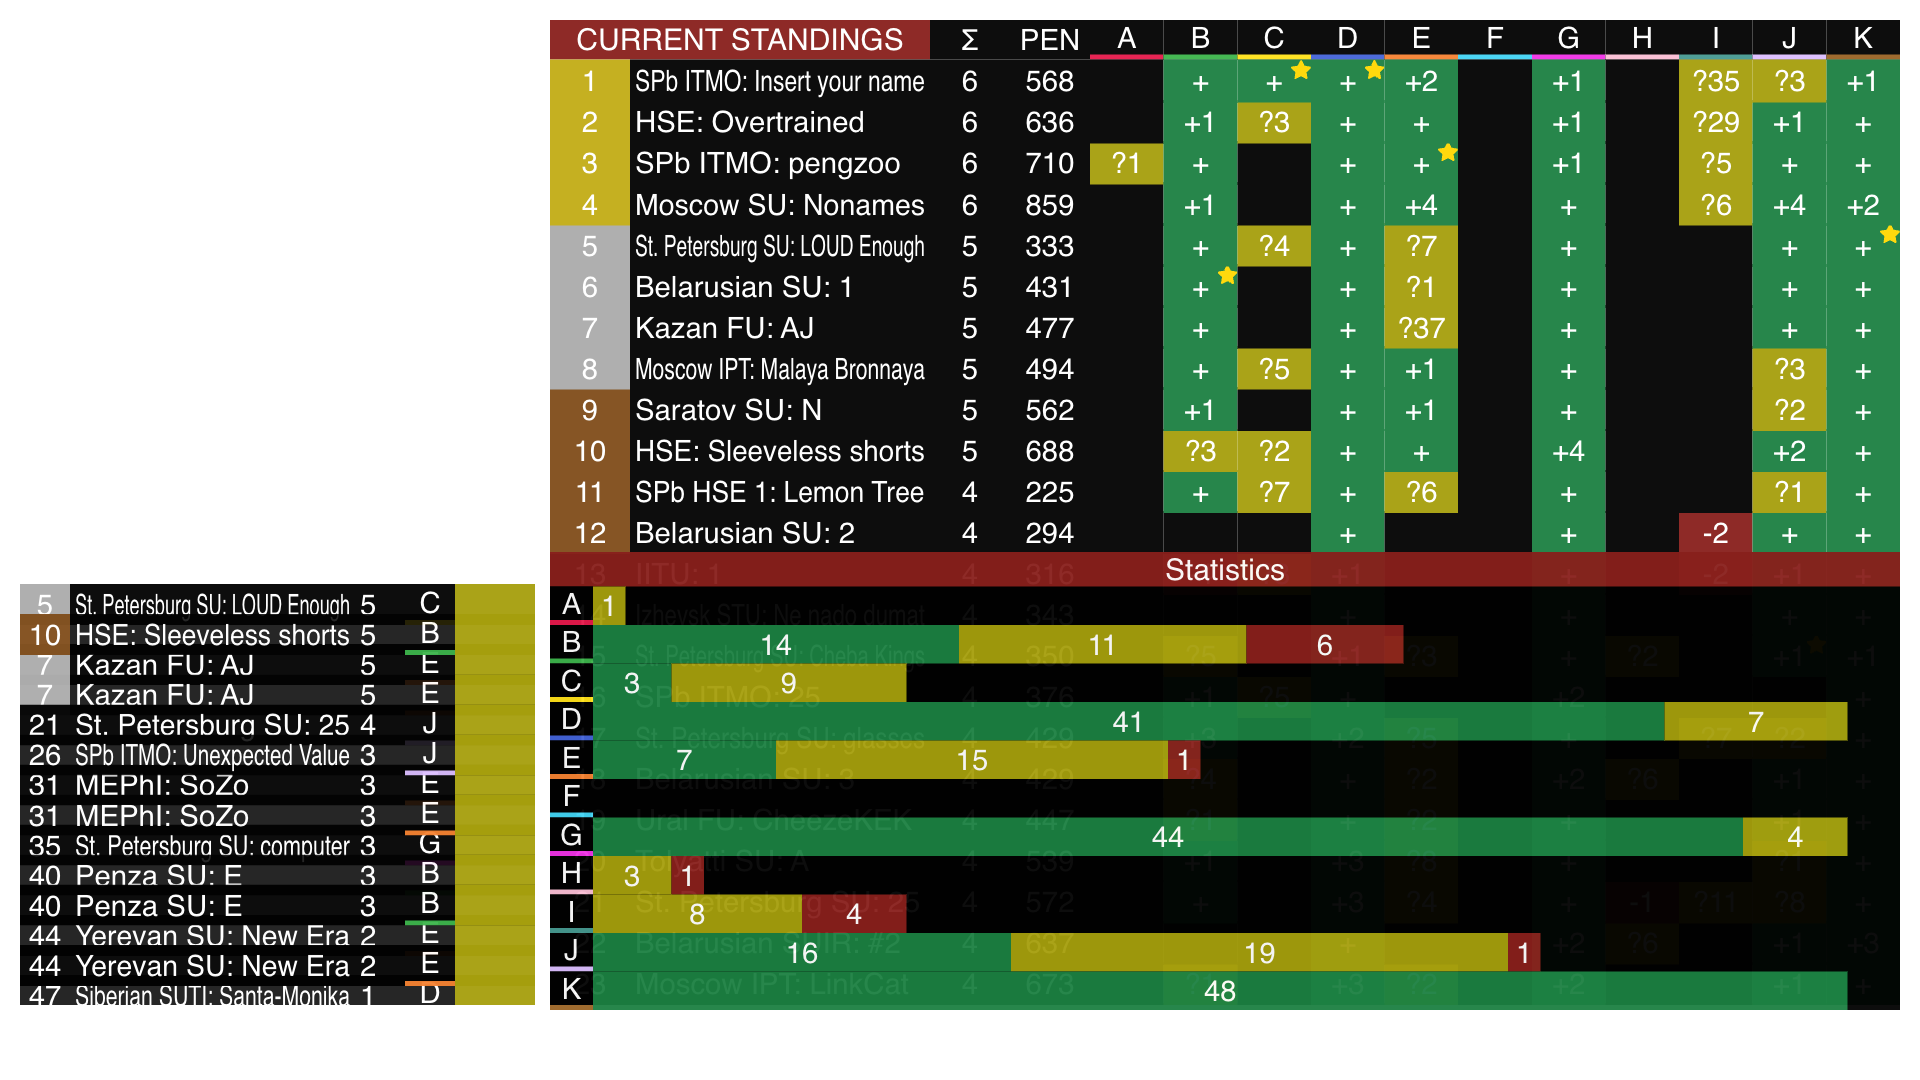 CURRENT STANDINGS Σ PEN A B C D E F G H I J K
1 SPb ITMO: Insert your name 6 568 + + + +2 +1 ?35 ?3 +1
2 HSE: Overtrained 6 636 +1 ?3 + + +1 ?29 +1 +
3 SPb ITMO: pengzoo 6 710 ?1 + + + +1 ?5 + +
4 Moscow SU: Nonames 6 859 +1 + +4 + ?6 +4 +2
5 St. Petersburg SU: LOUD Enough 5 333 + ?4 + ?7 + + +
6 Belarusian SU: 1 5 431 + + ?1 + + +
7 Kazan FU: AJ 5 477 + + ?37 + + +
8 Moscow IPT: Malaya Bronnaya 5 494 + ?5 + +1 + ?3 +
9 Saratov SU: N 5 562 +1 + +1 + ?2 +
10 HSE: Sleeveless shorts 5 688 ?3 ?2 + + +4 +2 +
11 SPb HSE 1: Lemon Tree 4 225 + ?7 + ?6 + ?1 +
12 Belarusian SU: 2 4 294 + + -2 + +
Statistics
A 1
B 14 11 6
C 3 9
D 41 7
E 7 15 1
F
G 44 4
H 3 1
I 8 4
J 16 19 1
K 48
5 St. Petersburg SU: LOUD Enough 5 C
10 HSE: Sleeveless shorts 5 B
7 Kazan FU: AJ 5 E
7 Kazan FU: AJ 5 E
21 St. Petersburg SU: 25 4 J
26 SPb ITMO: Unexpected Value 3 J
31 MEPhI: SoZo 3 E
31 MEPhI: SoZo 3 E
35 St. Petersburg SU: computer 3 G
40 Penza SU: E 3 B
40 Penza SU: E 3 B
44 Yerevan SU: New Era 2 E
44 Yerevan SU: New Era 2 E
47 Siberian SUTI: Santa-Monika 1 D